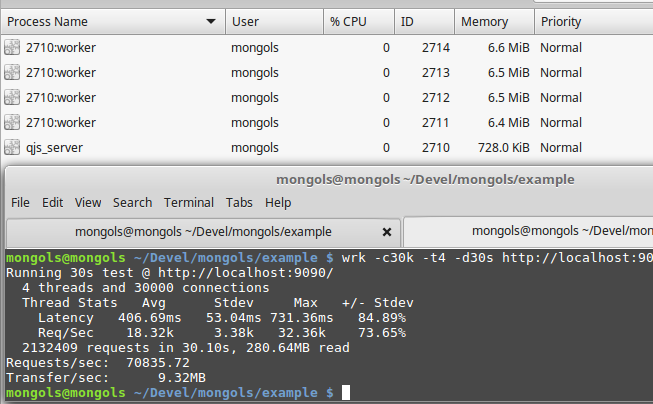 Process Name User % CPU ID Memory Priority
2710:worker mongols 0 2714 6.6 MiB Normal
2710:worker mongols 0 2713 6.5 MiB Normal
2710:worker mongols 0 2712 6.5 MiB Normal
2710:worker mongols 0 2711 6.4 MiB Normal
qjs_server mongols 0 2710 728.0 KiB Normal
mongols@mongols ~/Devel/mongols/example
File Edit View Search Terminal Tabs Help
mongols@mongols ~/Devel/mongols/example × mongols@mongols ~/Devel/mon
mongols@mongols ~/Devel/mongols/example $ wrk -c30k -t4 -d30s http://localhost:90
Running 30s test @ http://localhost:9090/
4 threads and 30000 connections
Thread Stats Avg Stdev Max +/- Stdev
Latency 406.69ms 53.04ms 731.36ms 84.89%
Req/Sec 18.32k 3.38k 32.36k 73.65%
2132409 requests in 30.10s, 280.64MB read
Requests/sec: 70835.72
Transfer/sec: 9.32MB
mongols@mongols ~/Devel/mongols/example $